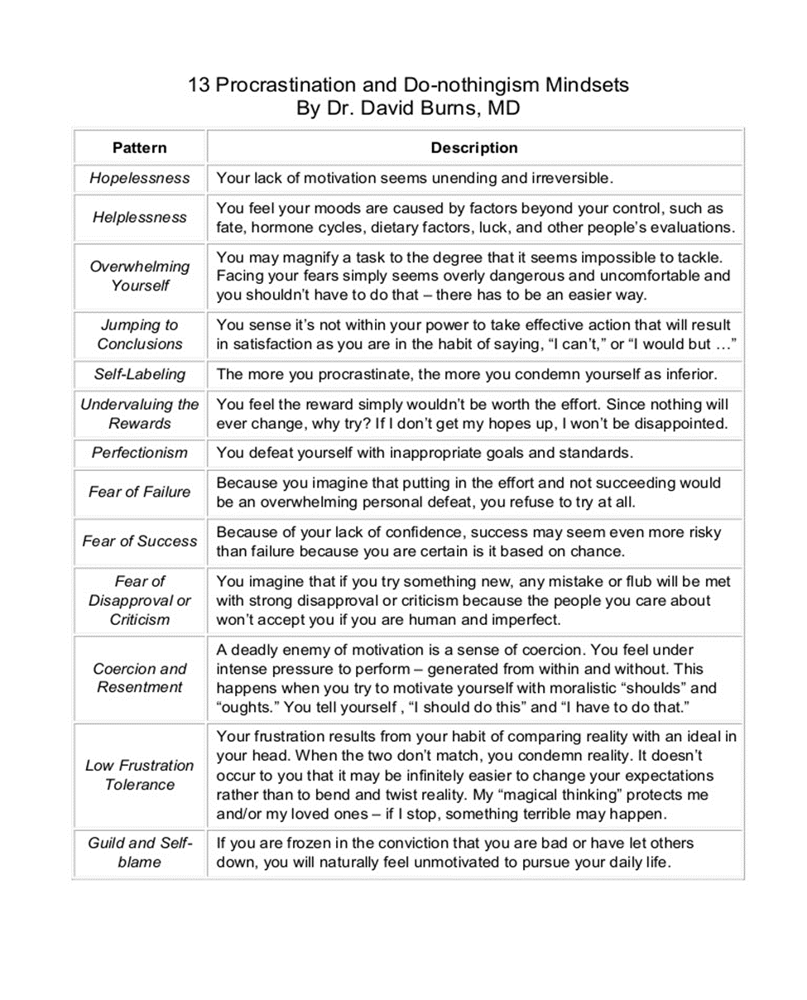 13 Procrastination and Do-nothingism Mindsets
By Dr. David Burns, MD
Pattern
Description
Hopelessness
Your lack of motivation seems unending and irreversible.
Helplessness
You feel your moods are caused by factors beyond your control, such as
fate, hormone cycles, dietary factors, luck, and other people’s evaluations.
Overwhelming
Yourself
You may magnify a task to the degree that it seems impossible to tackle.
Facing your fears simply seems overly dangerous and uncomfortable and
you shouldn’t have to do that – there has to be an easier way.
Jumping to
Conclusions
You sense it’s not within your power to take effective action that will result
in satisfaction as you are in the habit of saying, “I can’t,” or “I would but …”
Self-Labeling
The more you procrastinate, the more you condemn yourself as inferior.
Undervaluing the
Rewards
You feel the reward simply wouldn’t be worth the effort. Since nothing will
ever change, why try? If I don’t get my hopes up, I won’t be disappointed.
Perfectionism
You defeat yourself with inappropriate goals and standards.
Fear of Failure
Because you imagine that putting in the effort and not succeeding would
be an overwhelming personal defeat, you refuse to try at all.
Fear of Success
Because of your lack of confidence, success may seem even more risky
than failure because you are certain is it based on chance.
Fear of
Disapproval or
Criticism
You imagine that if you try something new, any mistake or flub will be met
with strong disapproval or criticism because the people you care about
won’t accept you if you are human and imperfect.
Coercion and
Resentment
A deadly enemy of motivation is a sense of coercion. You feel under
intense pressure to perform – generated from within and without. This
happens when you try to motivate yourself with moralistic “shoulds” and
“oughts.” You tell yourself , “I should do this” and “I have to do that.”
Low Frustration
Tolerance
Your frustration results from your habit of comparing reality with an ideal in
your head. When the two don’t match, you condemn reality. It doesn’t
occur to you that it may be infinitely easier to change your expectations
rather than to bend and twist reality. My “magical thinking” protects me
and/or my loved ones – if I stop, something terrible may happen.
Guild and Self-
blame
If you are frozen in the conviction that you are bad or have let others
down, you will naturally feel unmotivated to pursue your daily life.